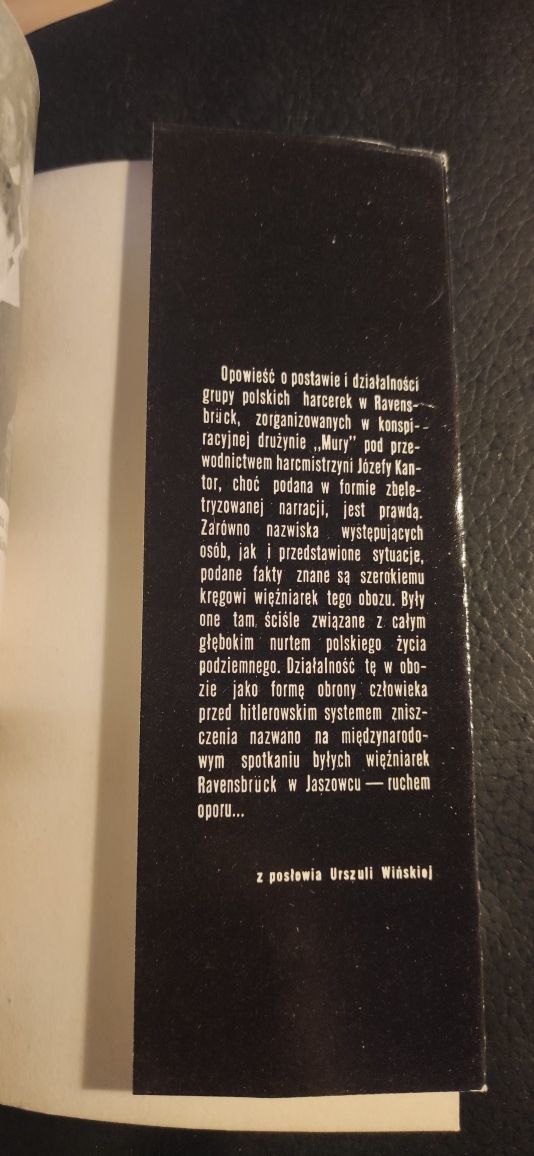 Opowieść o postawie i działalności
grupy polskich harcerek w Ravens-
brück, zorganizowanych w konspi-
racyjnej drużynie „Mury” pod prze-
wodnictwem harcmistrzyni Józefy Kan-
tor, choć podana w formie zbele-
tryzowanej narracji, jest prawdą.
Zarówno nazwiska występujących
osób, jak i przedstawione sytuacje,
podane fakty znane są szerokiemu
kręgowi więźniarek tego obozu. Były
one tam ściśle związane z całym
głębokim nurtem polskiego życia
podziemnego. Działalność tę w obo-
zie jako formę obrony człowieka
przed hitlerowskim systemem znisz-
czenia nazwano na międzynarodo-
wym spotkaniu byłych więźniarek
Ravensbrück w Jaszowcu — ruchem
oporu...
z posłowia Urszuli Wińskiej